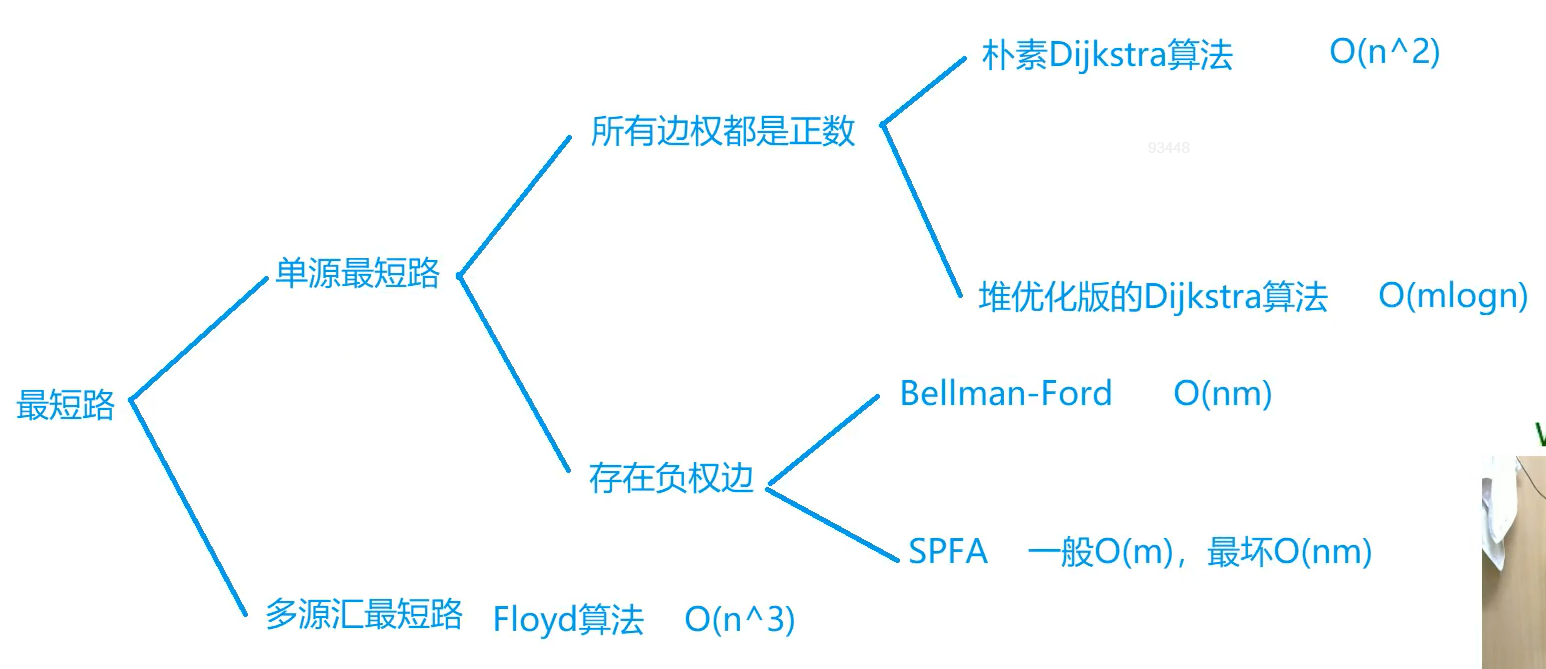 朴素Dijkstra算法 O(n^2)
所有边权都是正数
93448
单源最短路
堆优化版的Dijkstra算法 O(mlogn)
最短路
Bellman-Ford O(nm)
存在负权边
SPFA 一般O(m)，最坏O(nm)
多源汇最短路 Floyd算法 O(n^3)